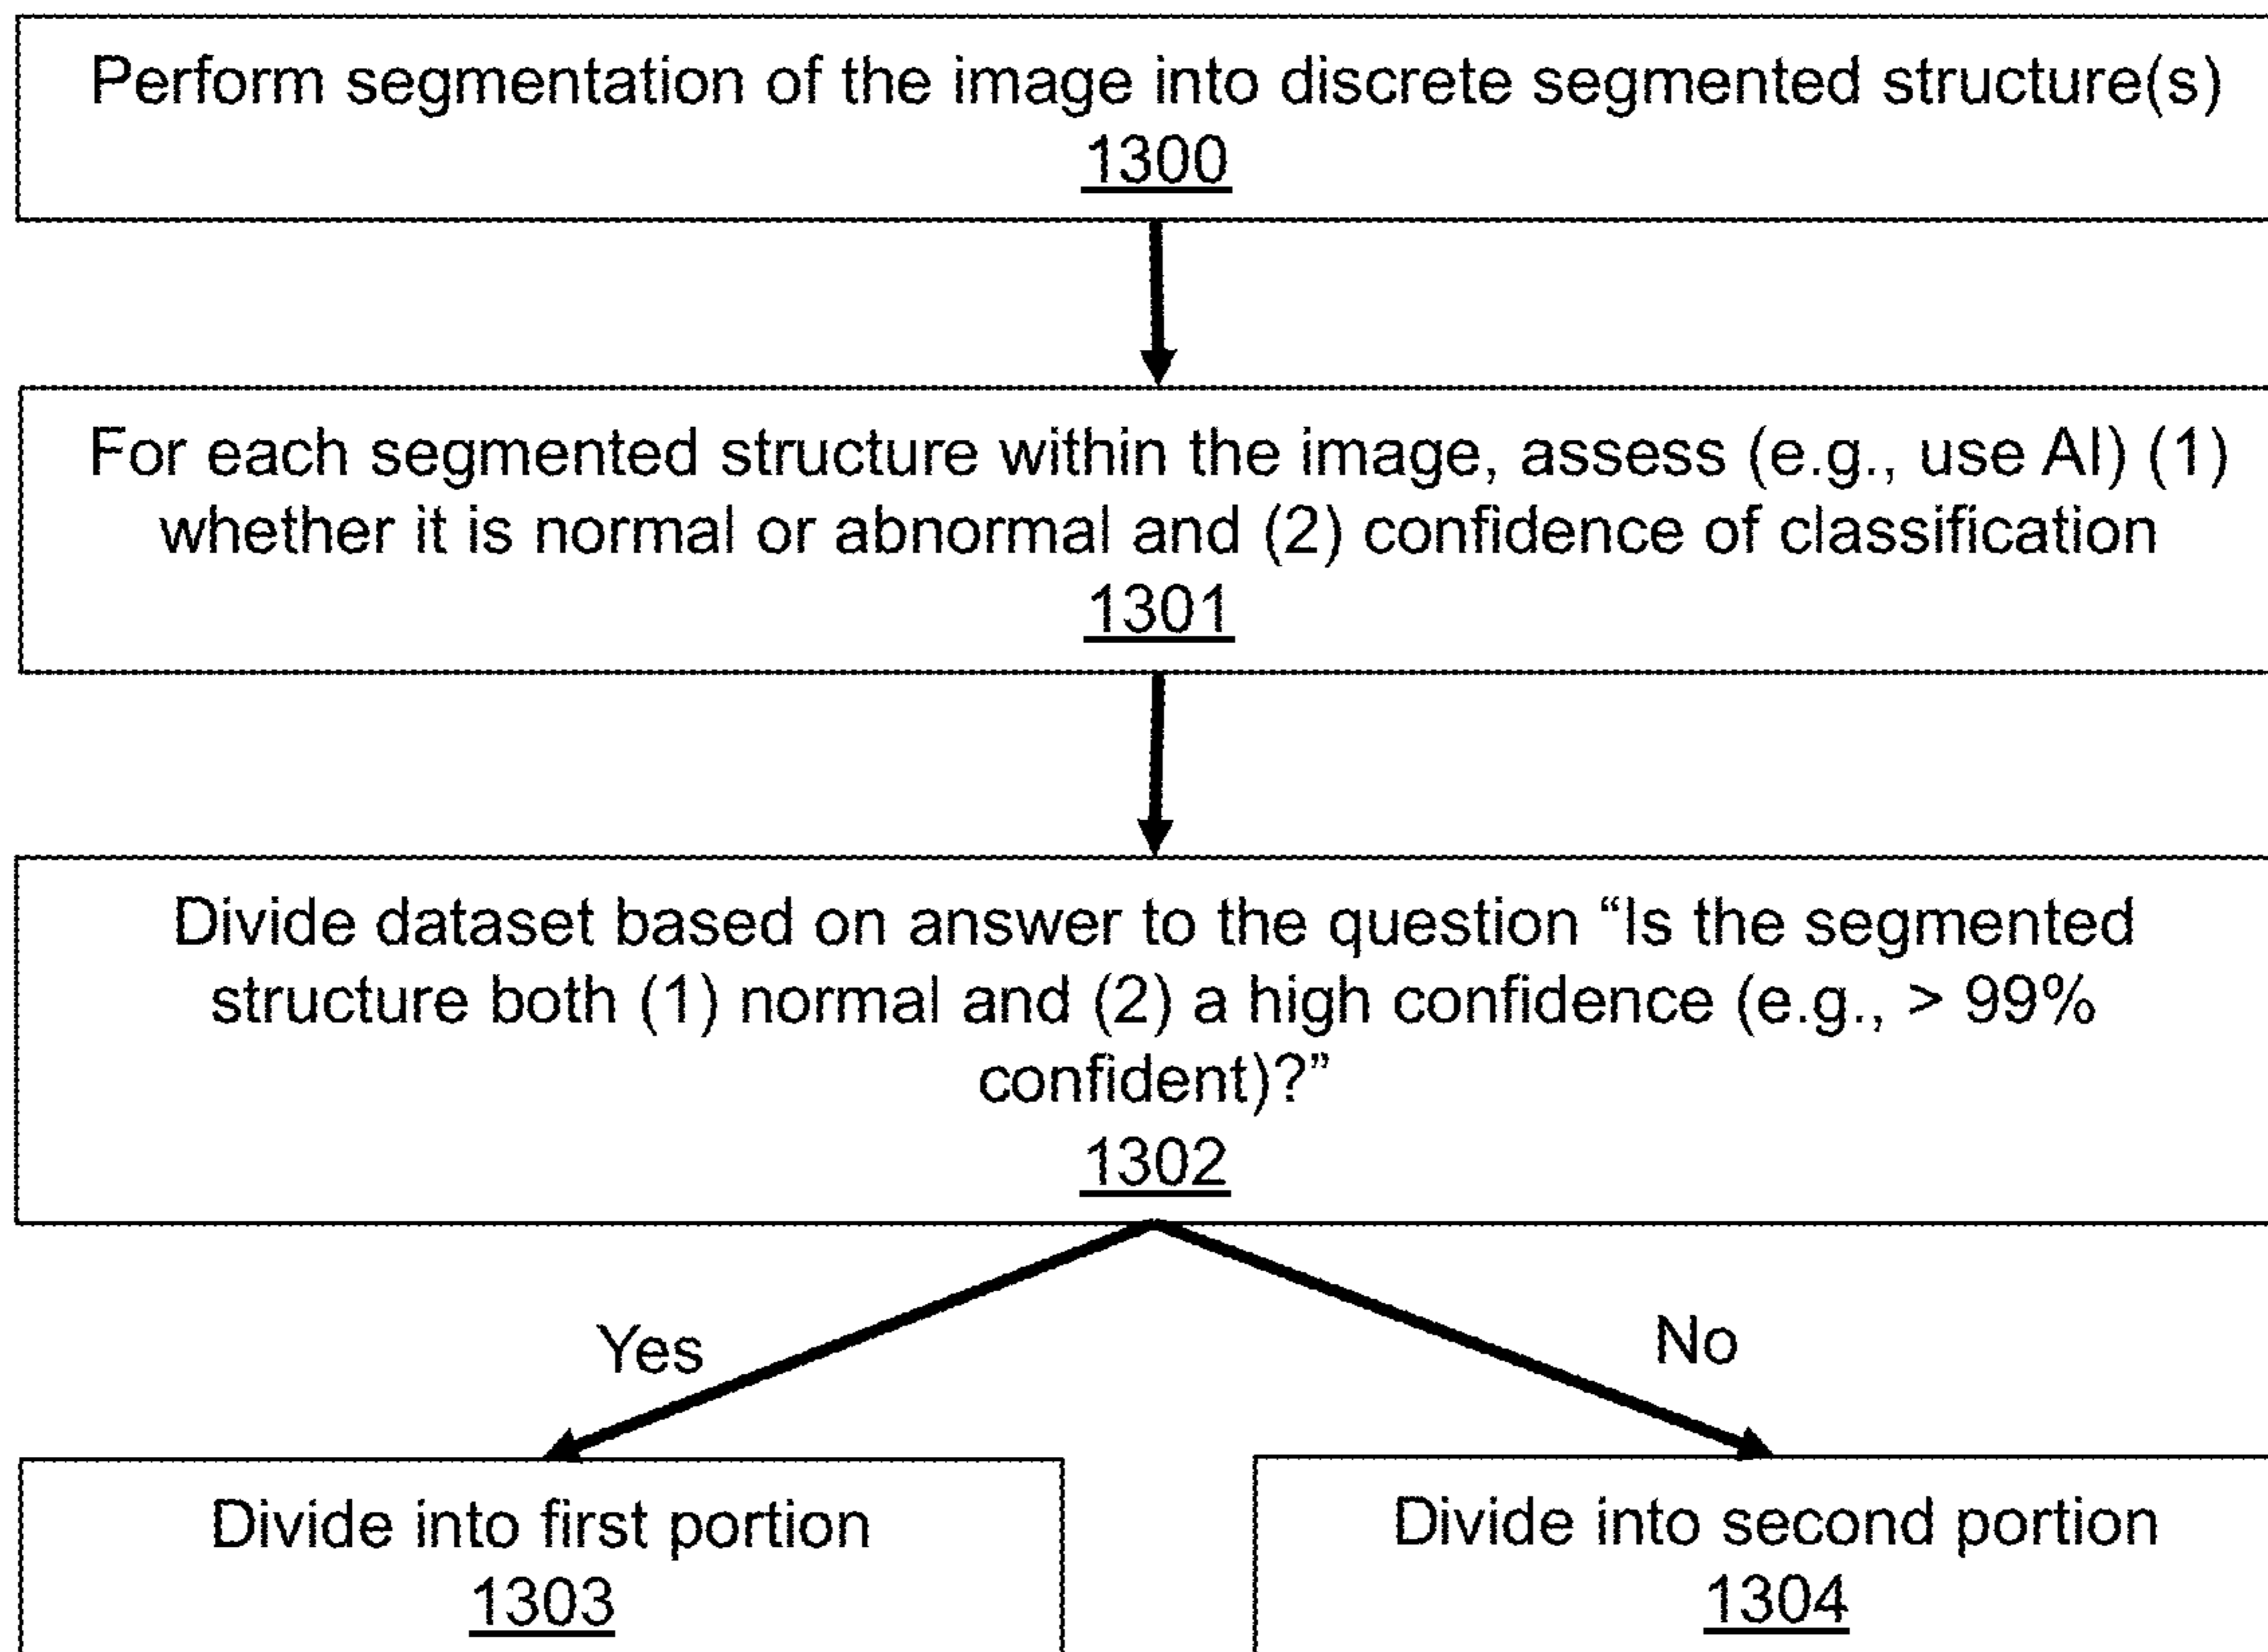 Perform segmentation of the image into discrete segmented structure(s)
1300
For each segmented structure within the image, assess (e.g., use AI) (1)
whether it is normal or abnormal and (2) confidence of classification
1301
Divide dataset based on answer to the question “Is the segmented
structure both (1) normal and (2) a high confidence (e.g., > 99%
confident)?”
1302
Yes
No
Divide into first portion
1303
Divide into second portion
1304